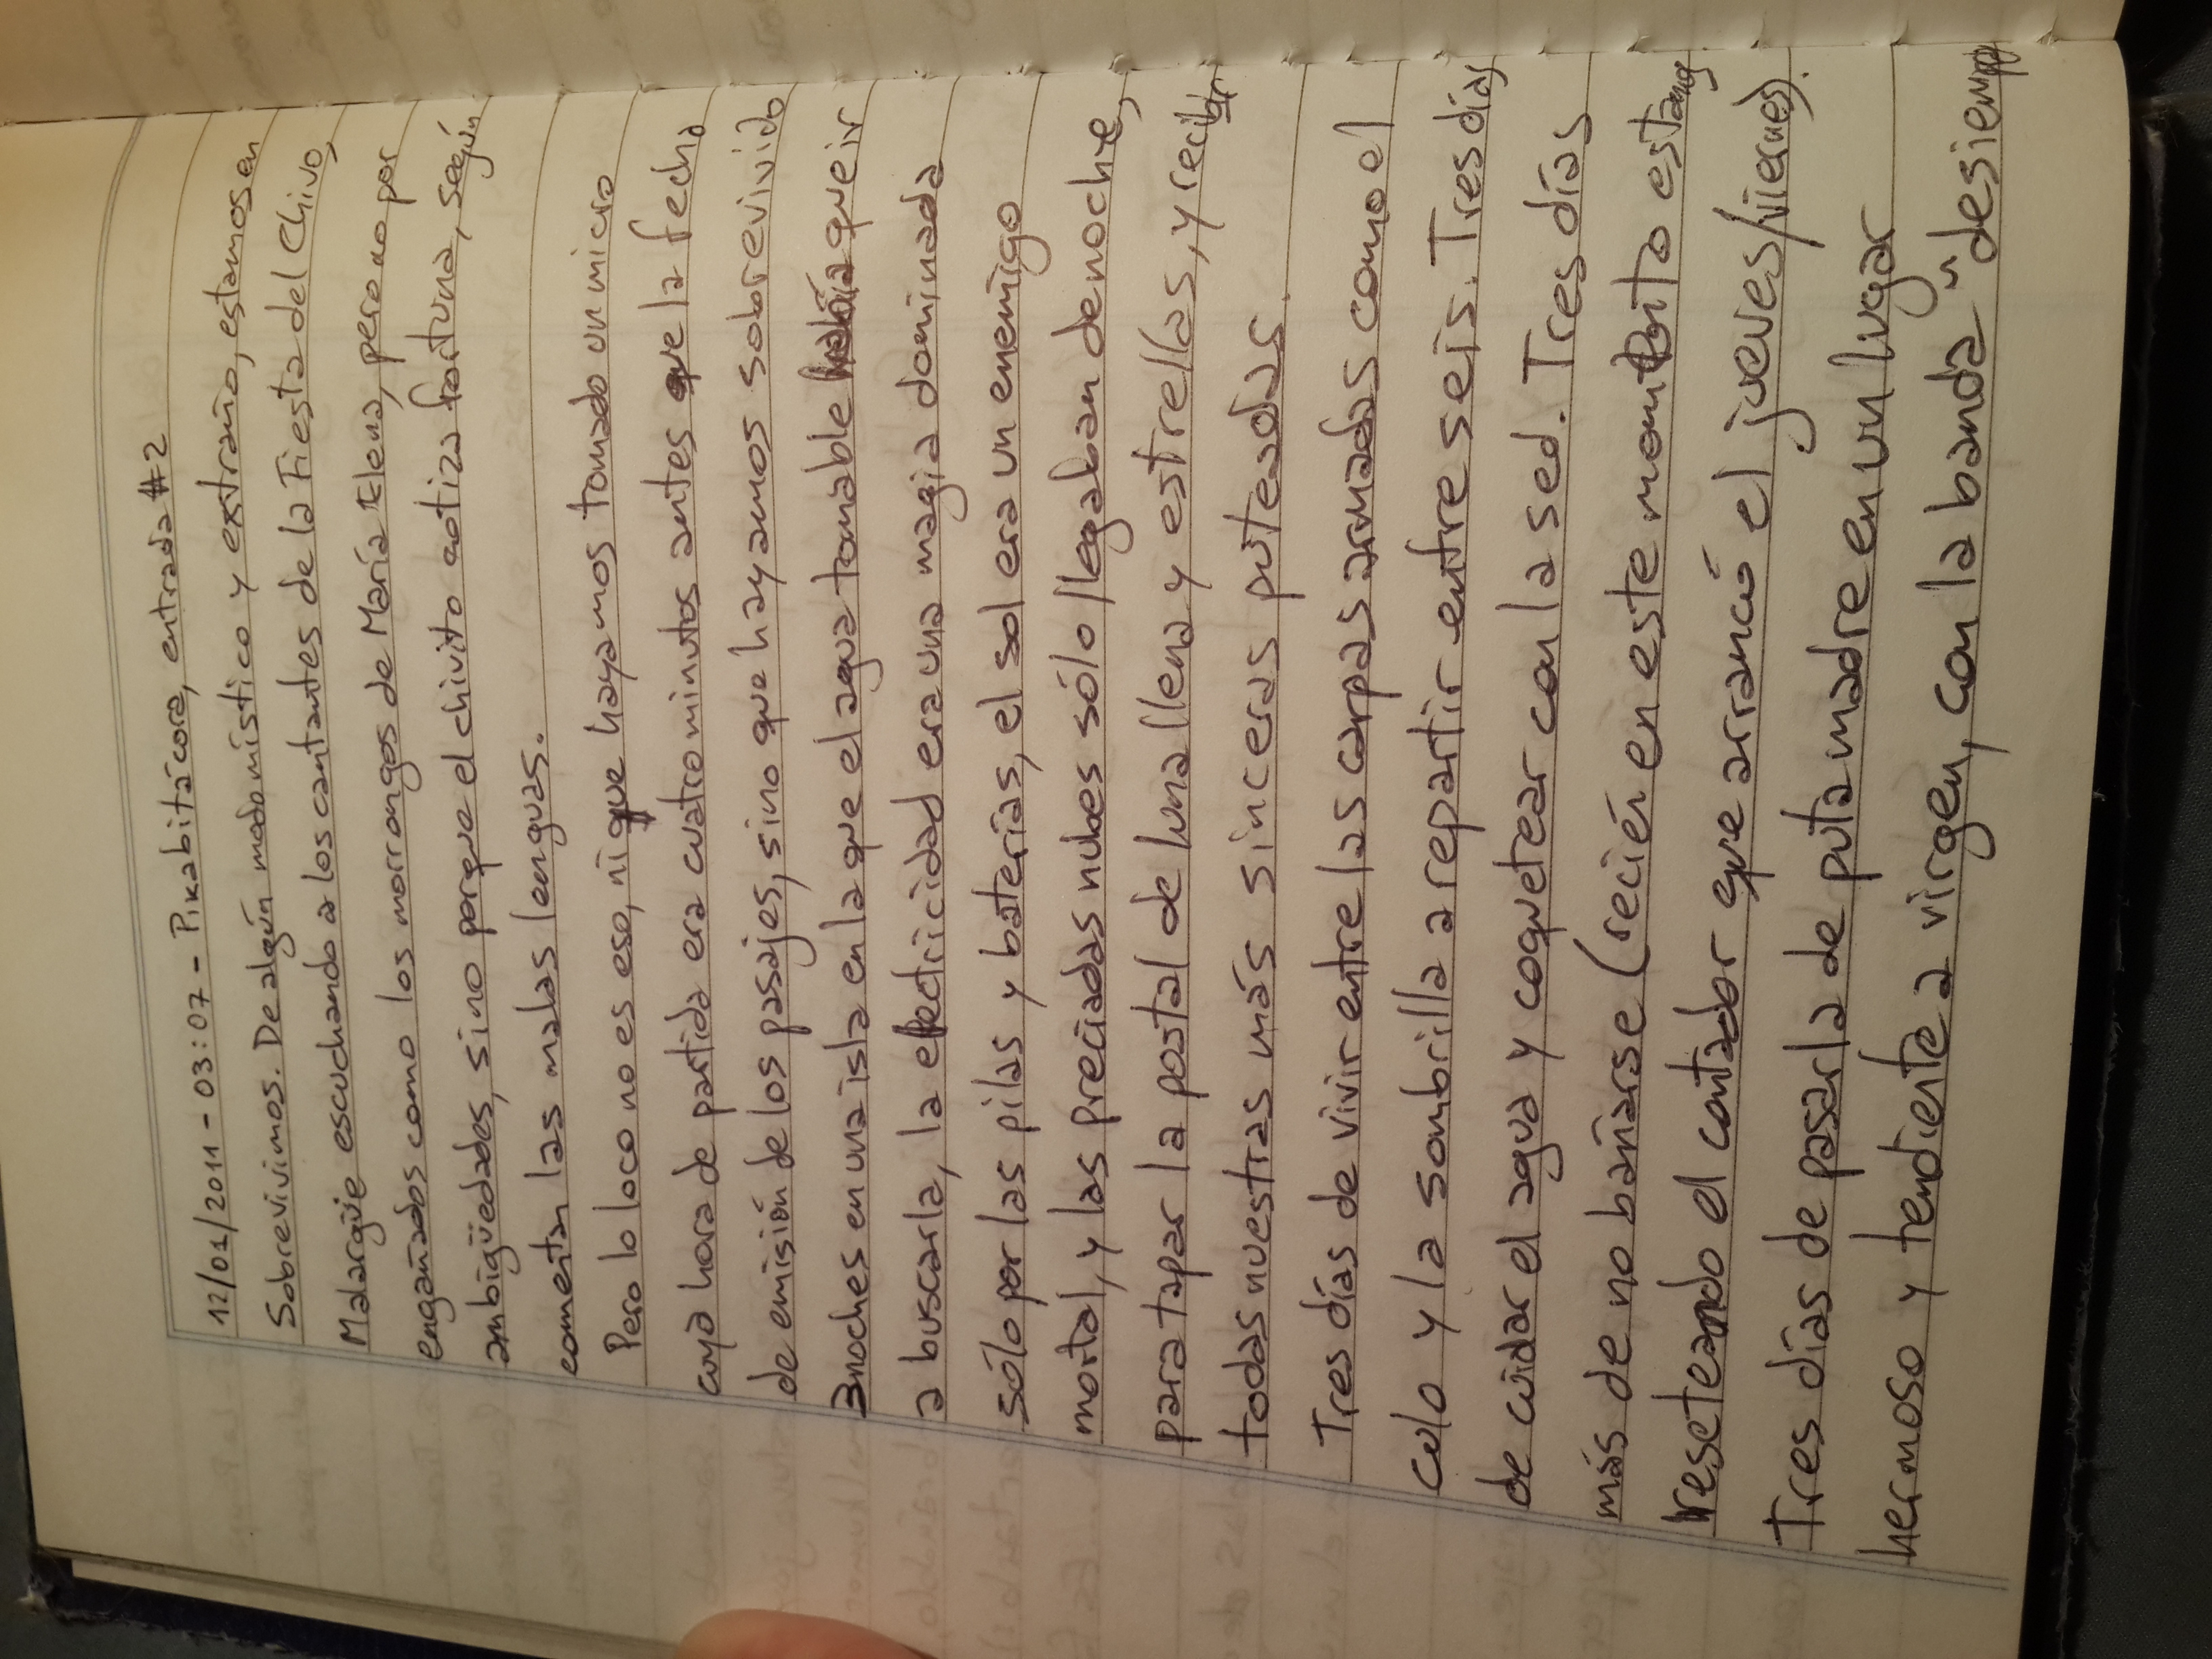 12/01/2011 - 03:07 - Pikabitácora, entrada #2
Sobrevivimos. De algún modo místico y extraño, estamos en
Malargüe escuchando a los cantantes de la Fiesta del Chivo,
engañados como los morrongos de María Elena, pero no por
ambigüedades, sino porque el chivito cotiza fortuna, según
comentan las malas lenguas.
Pero lo loco no es eso, ni que hayamos tomado un micro
cuya hora de partida era cuatro minutos antes que la fecha
de emisión de los pasajes, sino que hayamos sobrevivido
3 noches en una isla en la que el agua tomable había que ir
a buscarla, la electricidad era una magia dominada
sólo por las pilas y baterías, el sol era un enemigo
mortal, y las preciadas nubes sólo llegaban de noche,
para tapar la postal de luna llena y estrellas, y recibir
todas nuestras más sinceras puteadas.
Tres días de vivir entre las carpas armadas como el
culo y la sombrilla a repartir entre seis. Tres días
de cuidar el agua y coquetear con la sed. Tres días
más de no bañarse (recién en este momento estamos
reseteando el contador que arrancó el jueves/viernes).
Tres días de pasarla de puta madre en un lugar
hermoso y tendiente a virgen, con la banda "de siempre